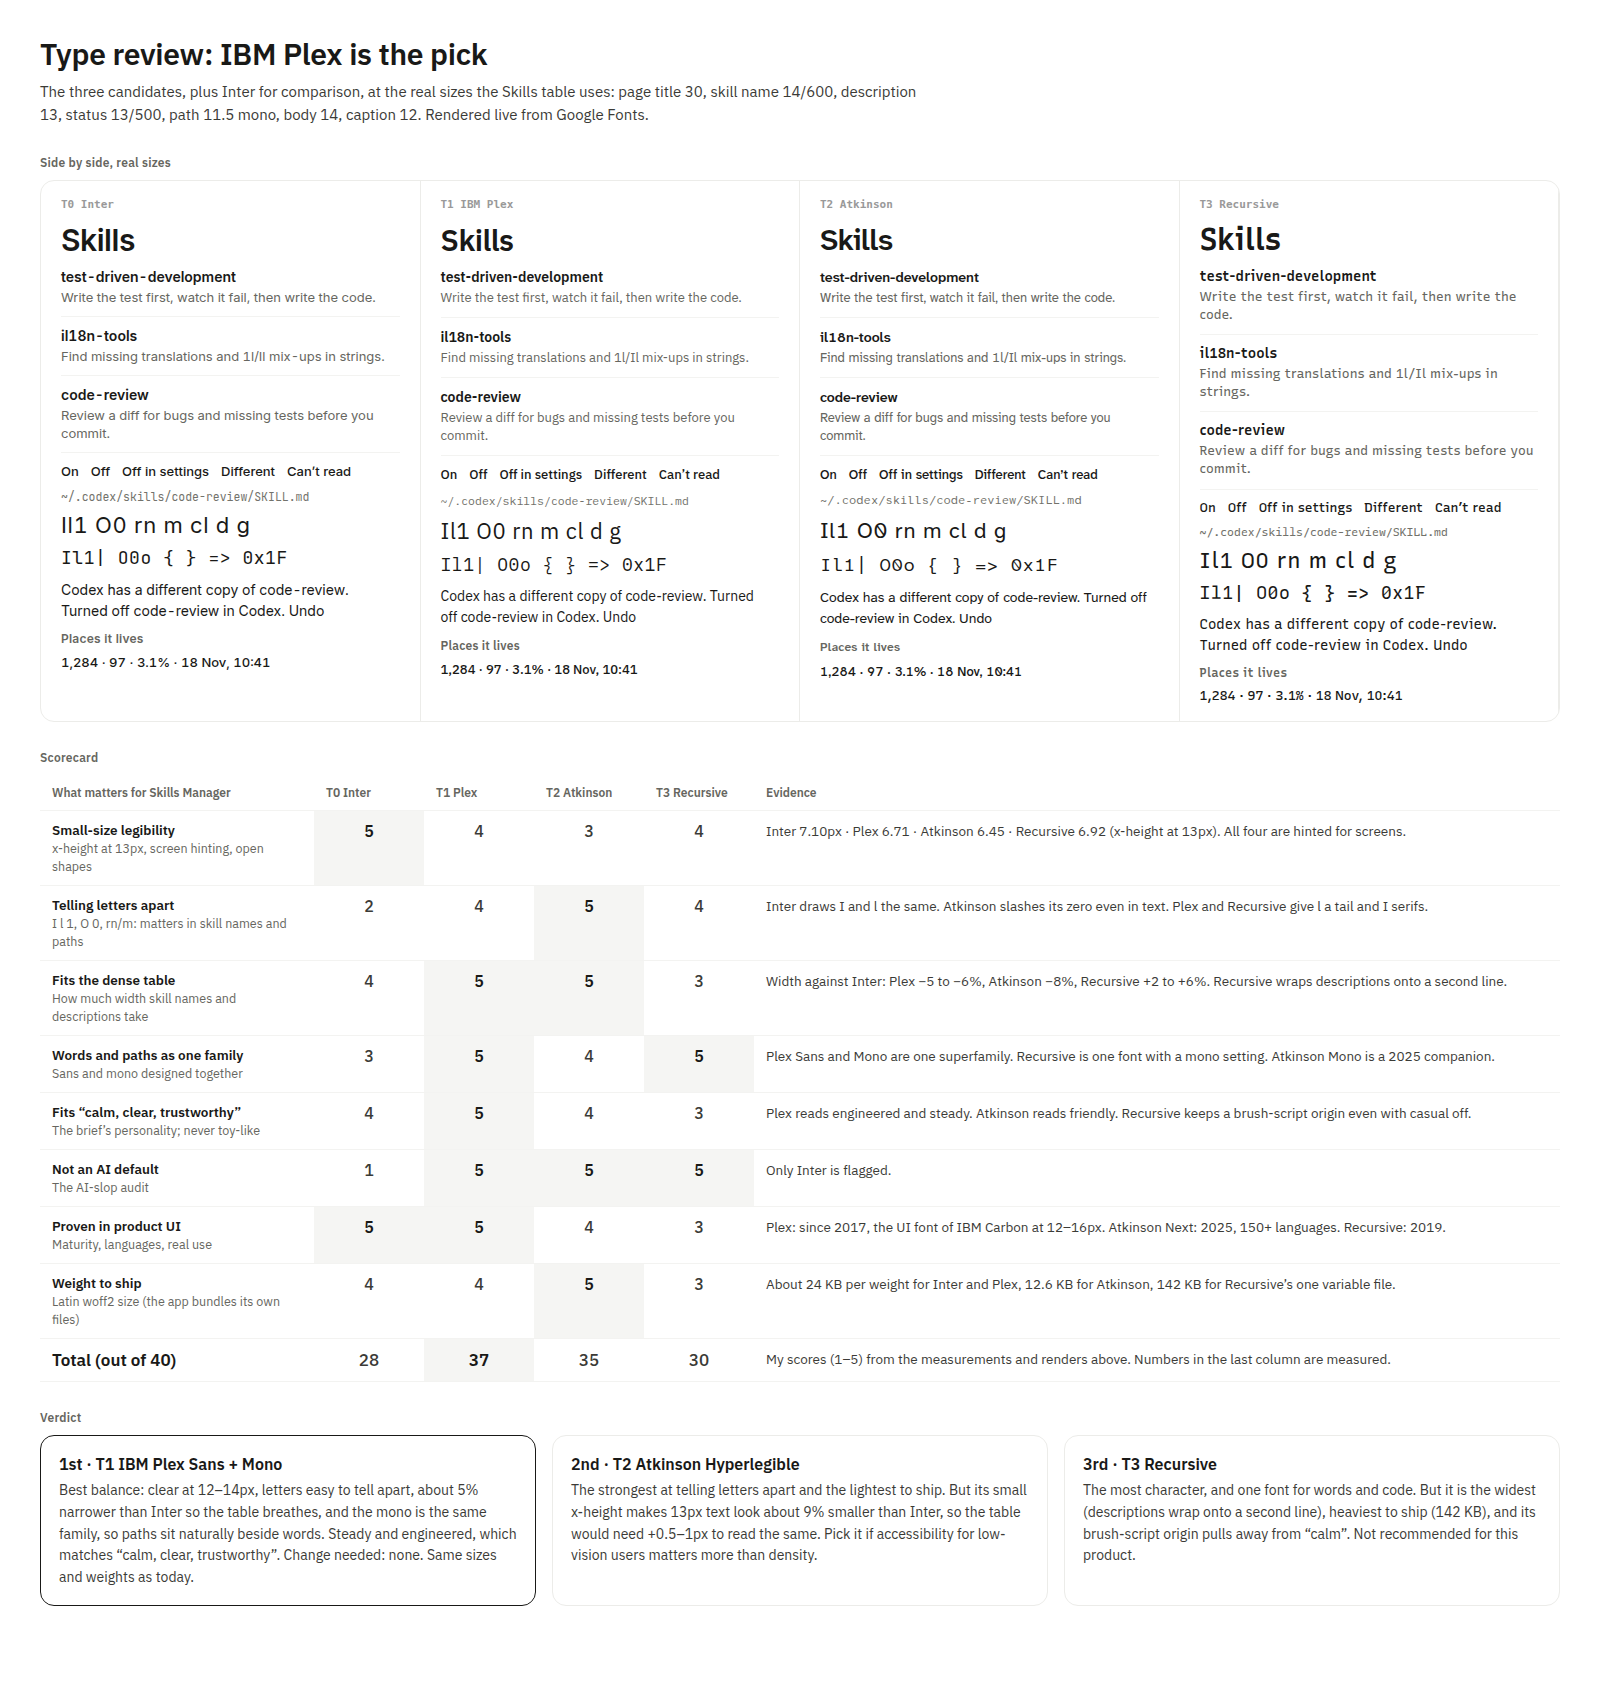 Type review: IBM Plex is the pick
The three candidates, plus Inter for comparison, at the real sizes the Skills table uses: page title 30, skill name 14/600, description
13, status 13/500, path 11.5 mono, body 14, caption 12. Rendered live from Google Fonts.
Side by side, real sizes
T0 Inter
Skills
test-driven-development
Write the test first, watch it fail, then write the code.
il18n-tools
Find missing translations and 1l/Il mix-ups in strings.
code-review
Review a diff for bugs and missing tests before you
commit.
On Off Off in settings Different Can’t read
~/.codex/skills/code-review/SKILL.md
Il1 O0 rn m cl d g
Il1| O0o { } => 0x1F
Codex has a different copy of code-review.
Turned off code-review in Codex. Undo
Places it lives
1,284 · 97 · 3.1% · 18 Nov, 10:41
T1 IBM Plex
Skills
test-driven-development
Write the test first, watch it fail, then write the code.
il18n-tools
Find missing translations and 1l/Il mix-ups in strings.
code-review
Review a diff for bugs and missing tests before you
commit.
On Off Off in settings Different Can’t read
~/.codex/skills/code-review/SKILL.md
Il1 O0 rn m cl d g
Il1| O0o { } => 0x1F
Codex has a different copy of code-review. Turned
off code-review in Codex. Undo
Places it lives
1,284 · 97 · 3.1% · 18 Nov, 10:41
T2 Atkinson
Skills
test-driven-development
Write the test first, watch it fail, then write the code.
il18n-tools
Find missing translations and 1l/Il mix-ups in strings.
code-review
Review a diff for bugs and missing tests before you
commit.
On Off Off in settings Different Can’t read
~/.codex/skills/code-review/SKILL.md
Il1 O0 rn m cl d g
Il1| O0o { } => 0x1F
Codex has a different copy of code-review. Turned off
code-review in Codex. Undo
Places it lives
1,284 · 97 · 3.1% · 18 Nov, 10:41
T3 Recursive
Skills
test-driven-development
Write the test first, watch it fail, then write the
code.
il18n-tools
Find missing translations and 1l/Il mix-ups in
strings.
code-review
Review a diff for bugs and missing tests before you
commit.
On Off Off in settings Different Can’t read
~/.codex/skills/code-review/SKILL.md
Il1 O0 rn m cl d g
Il1| O0o { } => 0x1F
Codex has a different copy of code-review.
Turned off code-review in Codex. Undo
Places it lives
1,284 · 97 · 3.1% · 18 Nov, 10:41
Scorecard
What matters for Skills Manager T0 Inter T1 Plex T2 Atkinson T3 Recursive Evidence
Small-size legibility 5 4 3 4 Inter 7.10px · Plex 6.71 · Atkinson 6.45 · Recursive 6.92 (x-height at 13px). All four are hinted for screens.
x-height at 13px, screen hinting, open
shapes
Telling letters apart 2 4 5 4 Inter draws I and l the same. Atkinson slashes its zero even in text. Plex and Recursive give l a tail and I serifs.
I l 1, O 0, rn/m: matters in skill names and
paths
Fits the dense table 4 5 5 3 Width against Inter: Plex −5 to −6%, Atkinson −8%, Recursive +2 to +6%. Recursive wraps descriptions onto a second line.
How much width skill names and
descriptions take
Words and paths as one family 3 5 4 5 Plex Sans and Mono are one superfamily. Recursive is one font with a mono setting. Atkinson Mono is a 2025 companion.
Sans and mono designed together
Fits “calm, clear, trustworthy” 4 5 4 3 Plex reads engineered and steady. Atkinson reads friendly. Recursive keeps a brush-script origin even with casual off.
The brief’s personality; never toy-like
Not an AI default 1 5 5 5 Only Inter is flagged.
The AI-slop audit
Proven in product UI 5 5 4 3 Plex: since 2017, the UI font of IBM Carbon at 12–16px. Atkinson Next: 2025, 150+ languages. Recursive: 2019.
Maturity, languages, real use
Weight to ship 4 4 5 3 About 24 KB per weight for Inter and Plex, 12.6 KB for Atkinson, 142 KB for Recursive’s one variable file.
Latin woff2 size (the app bundles its own
files)
Total (out of 40) 28 37 35 30 My scores (1–5) from the measurements and renders above. Numbers in the last column are measured.
Verdict
1st · T1 IBM Plex Sans + Mono
Best balance: clear at 12–14px, letters easy to tell apart, about 5%
narrower than Inter so the table breathes, and the mono is the same
family, so paths sit naturally beside words. Steady and engineered, which
matches “calm, clear, trustworthy”. Change needed: none. Same sizes
and weights as today.
2nd · T2 Atkinson Hyperlegible
The strongest at telling letters apart and the lightest to ship. But its small
x-height makes 13px text look about 9% smaller than Inter, so the table
would need +0.5–1px to read the same. Pick it if accessibility for low-
vision users matters more than density.
3rd · T3 Recursive
The most character, and one font for words and code. But it is the widest
(descriptions wrap onto a second line), heaviest to ship (142 KB), and its
brush-script origin pulls away from “calm”. Not recommended for this
product.